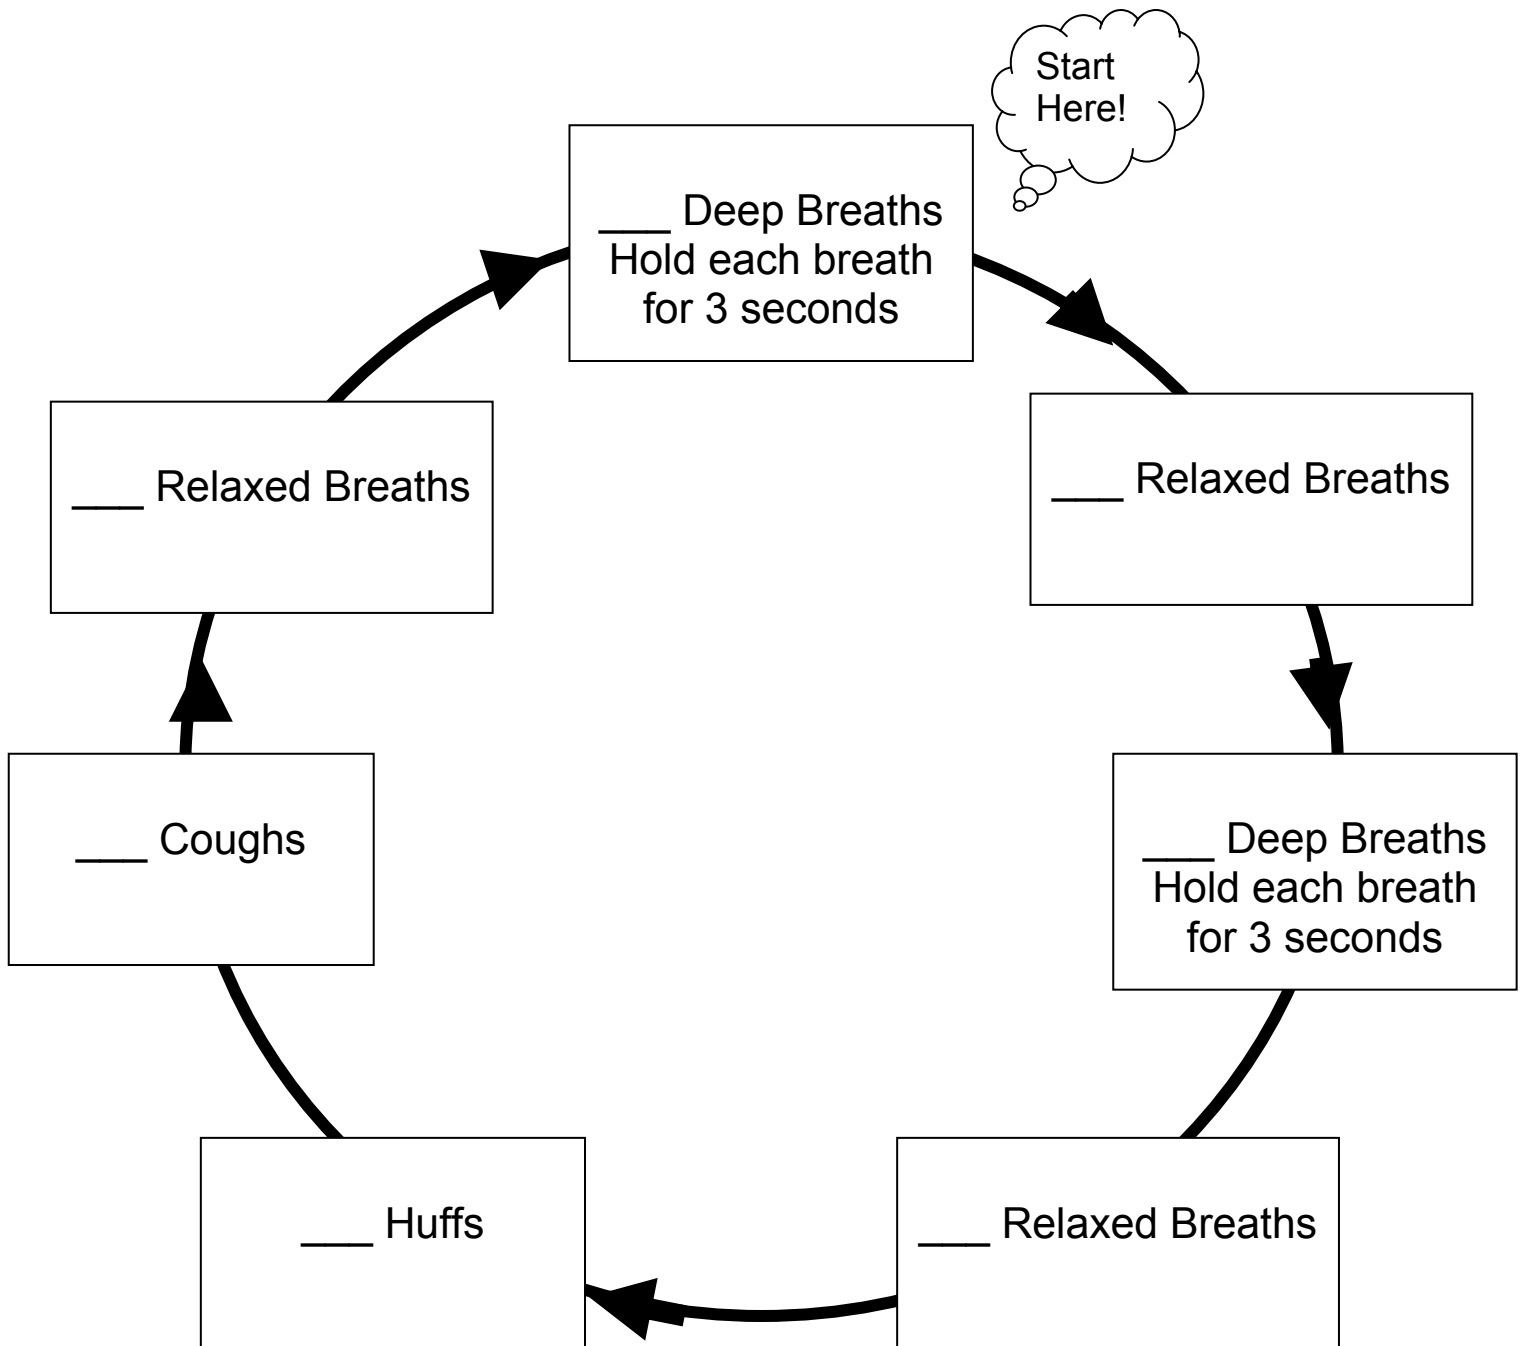 Start
Here!
___ Deep Breaths
Hold each breath
for 3 seconds
___ Relaxed Breaths
___ Deep Breaths
Hold each breath
for 3 seconds
___ Relaxed Breaths
___ Huffs
___ Coughs
___ Relaxed Breaths